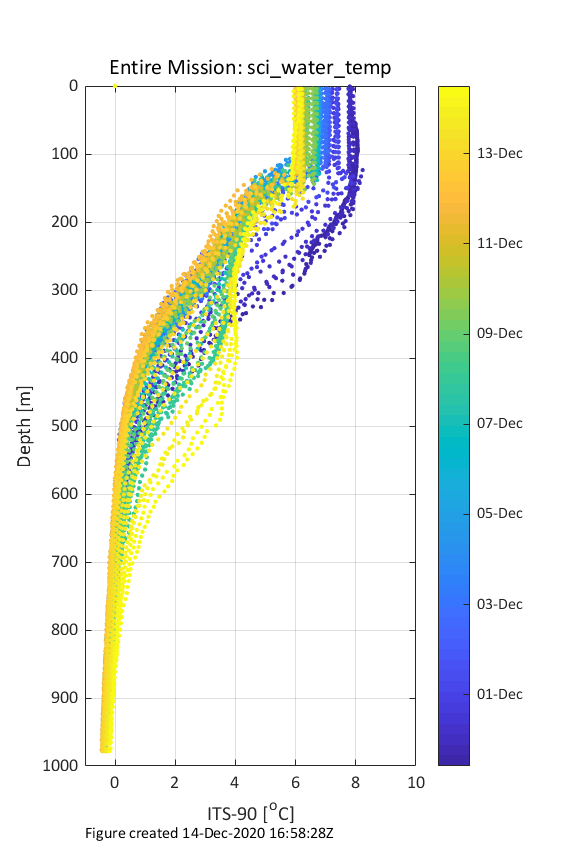 Entire Mission: sci_water_temp
0
100
200
300
400
500
600
700
800
900
1000
Depth [m]
0 2 4 6 8 10
ITS-90 [°C]
Figure created 14-Dec-2020 16:58:28Z
13-Dec
11-Dec
09-Dec
07-Dec
05-Dec
03-Dec
01-Dec